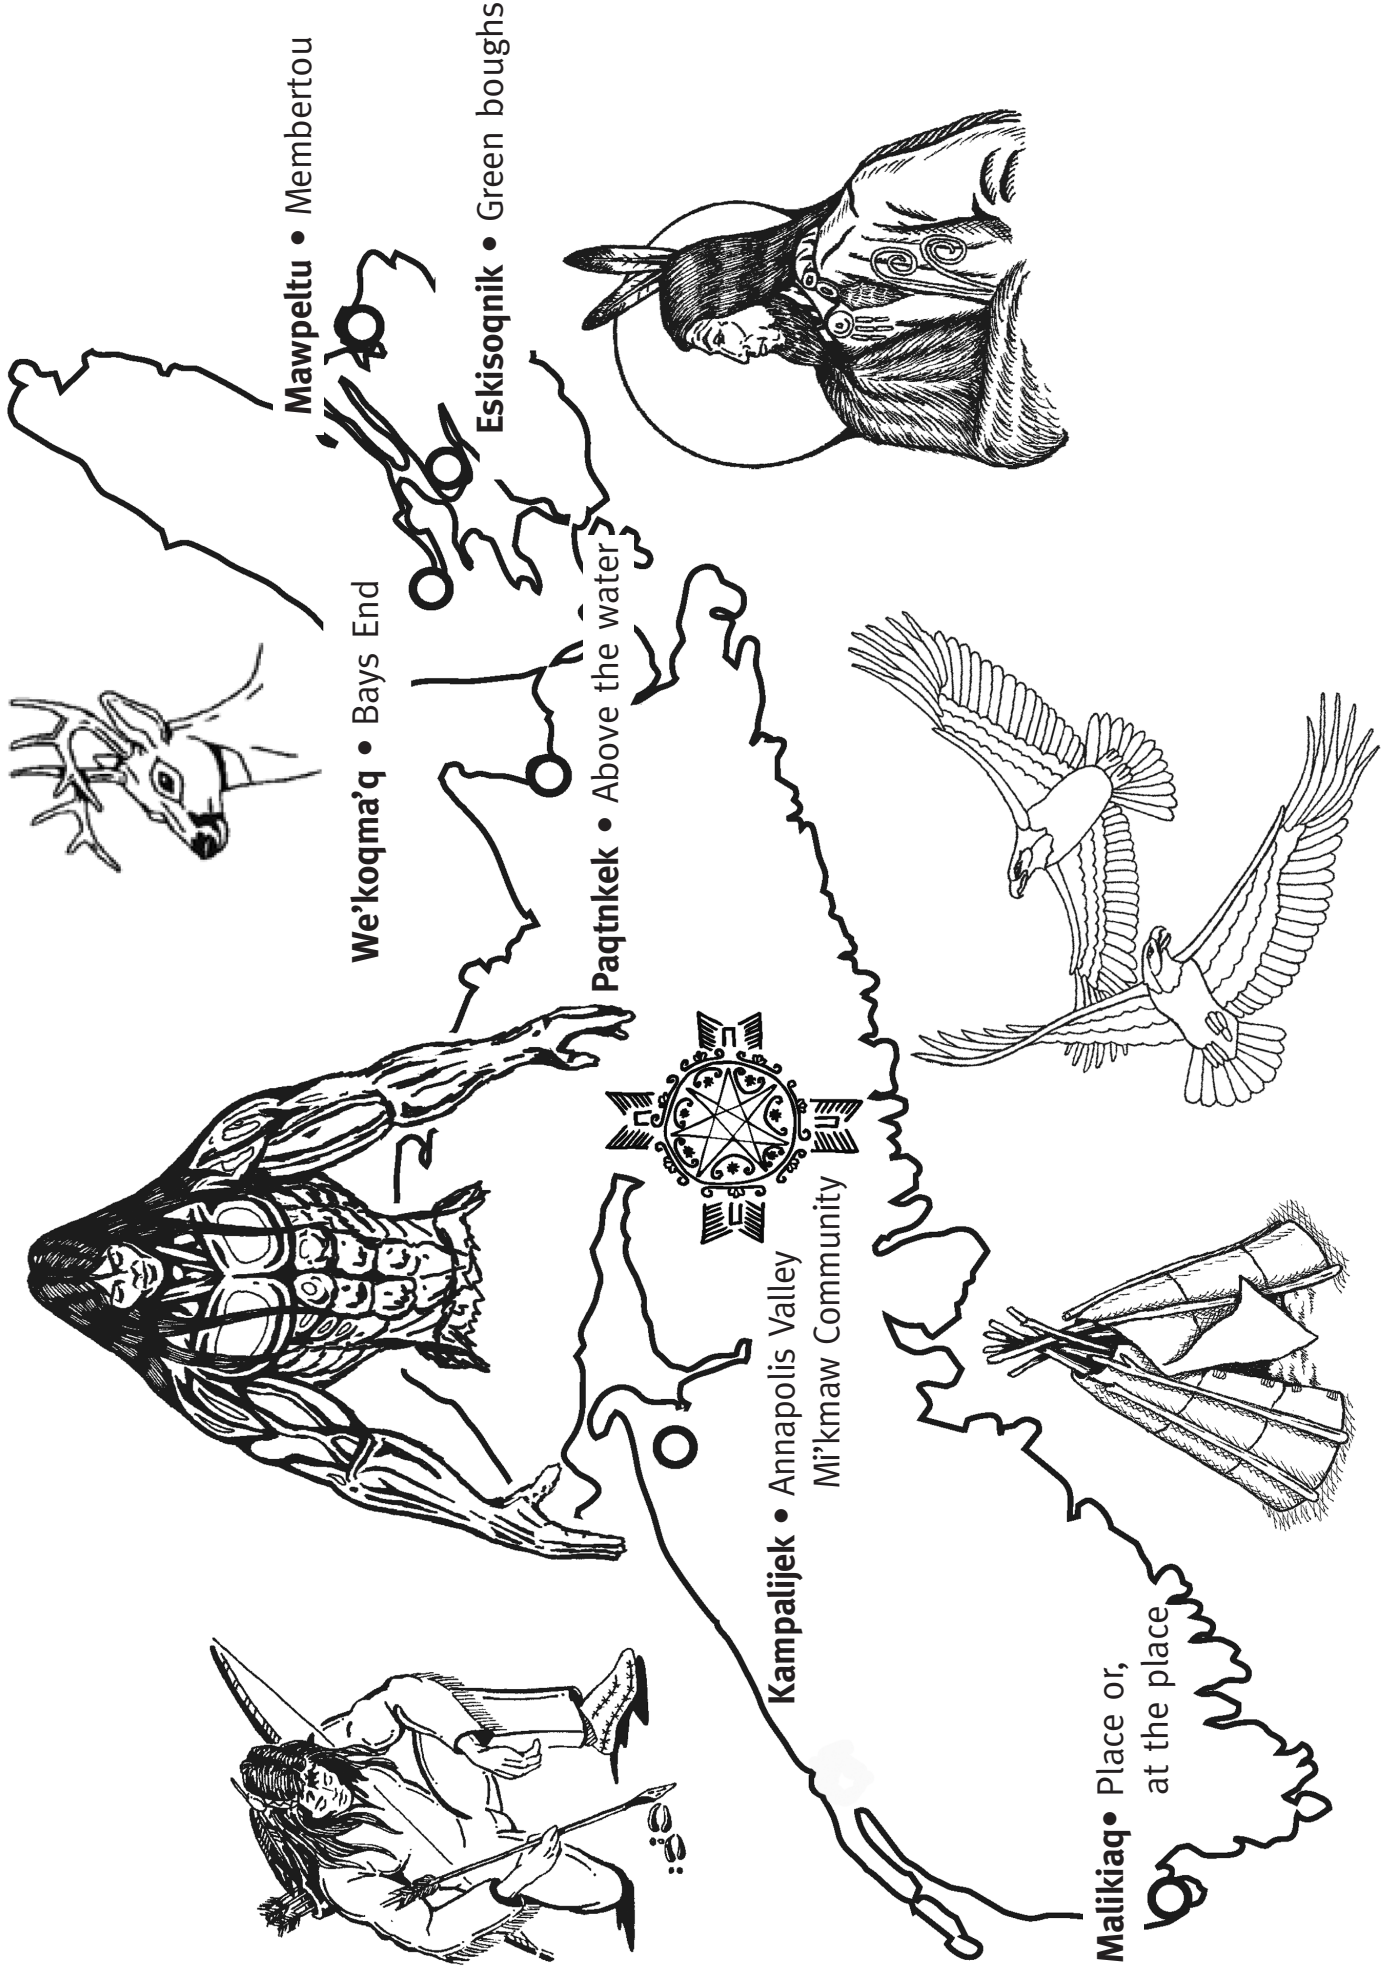 Mawpeltu • Membertou
Eskisoqnik • Green boughs
We’koqma’q • Bays End
Paqtnkek • Above the water
Kampalijek • Annapolis Valley
Mi’kmaw Community
Malikiaq • Place or,
at the place